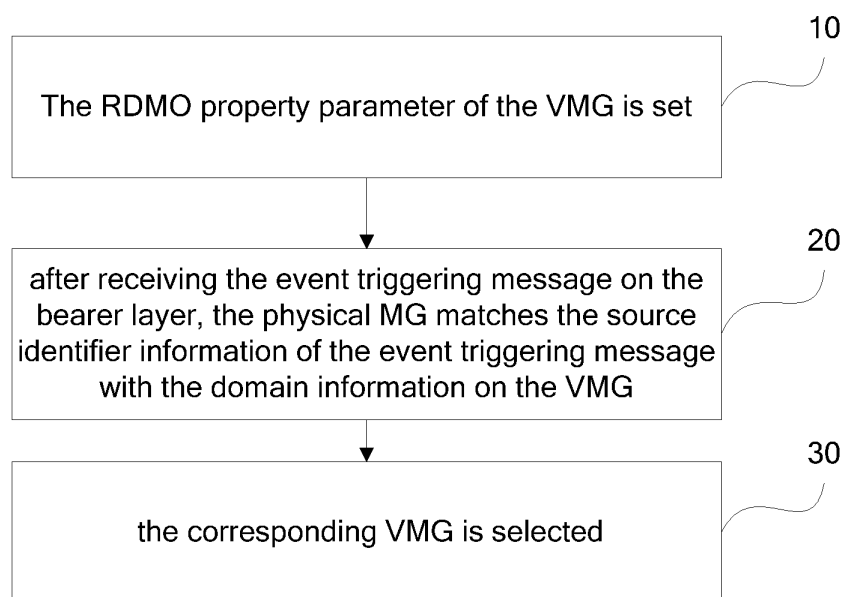 10
The RDMO property parameter of the VMG is set
20
after receiving the event triggering message on the
bearer layer, the physical MG matches the source
identifier information of the event triggering message
with the domain information on the VMG
30
the corresponding VMG is selected